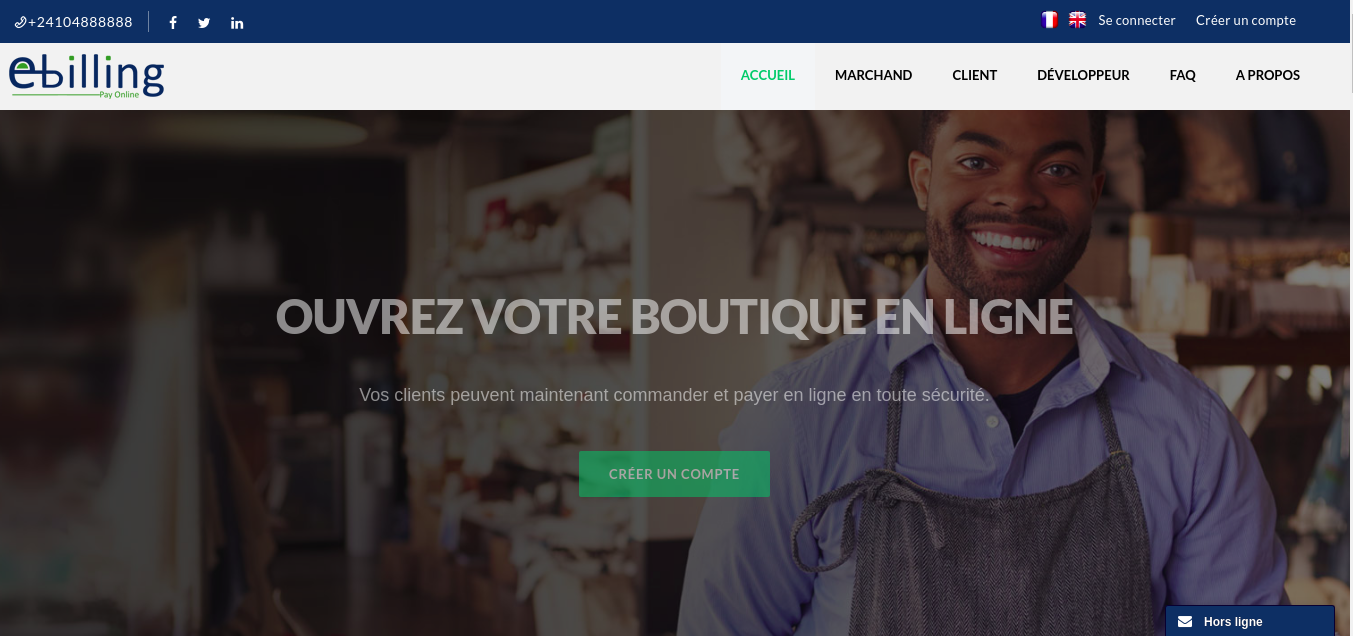 +24104888888
Se connecter
Créer un compte
ebilling
Pay Online
ACCUEIL
MARCHAND
CLIENT
DÉVELOPPEUR
FAQ
A PROPOS
OUVREZ VOTRE BOUTIQUE EN LIGNE
Vos clients peuvent maintenant commander et payer en ligne en toute sécurité.
CRÉER UN COMPTE
Hors ligne